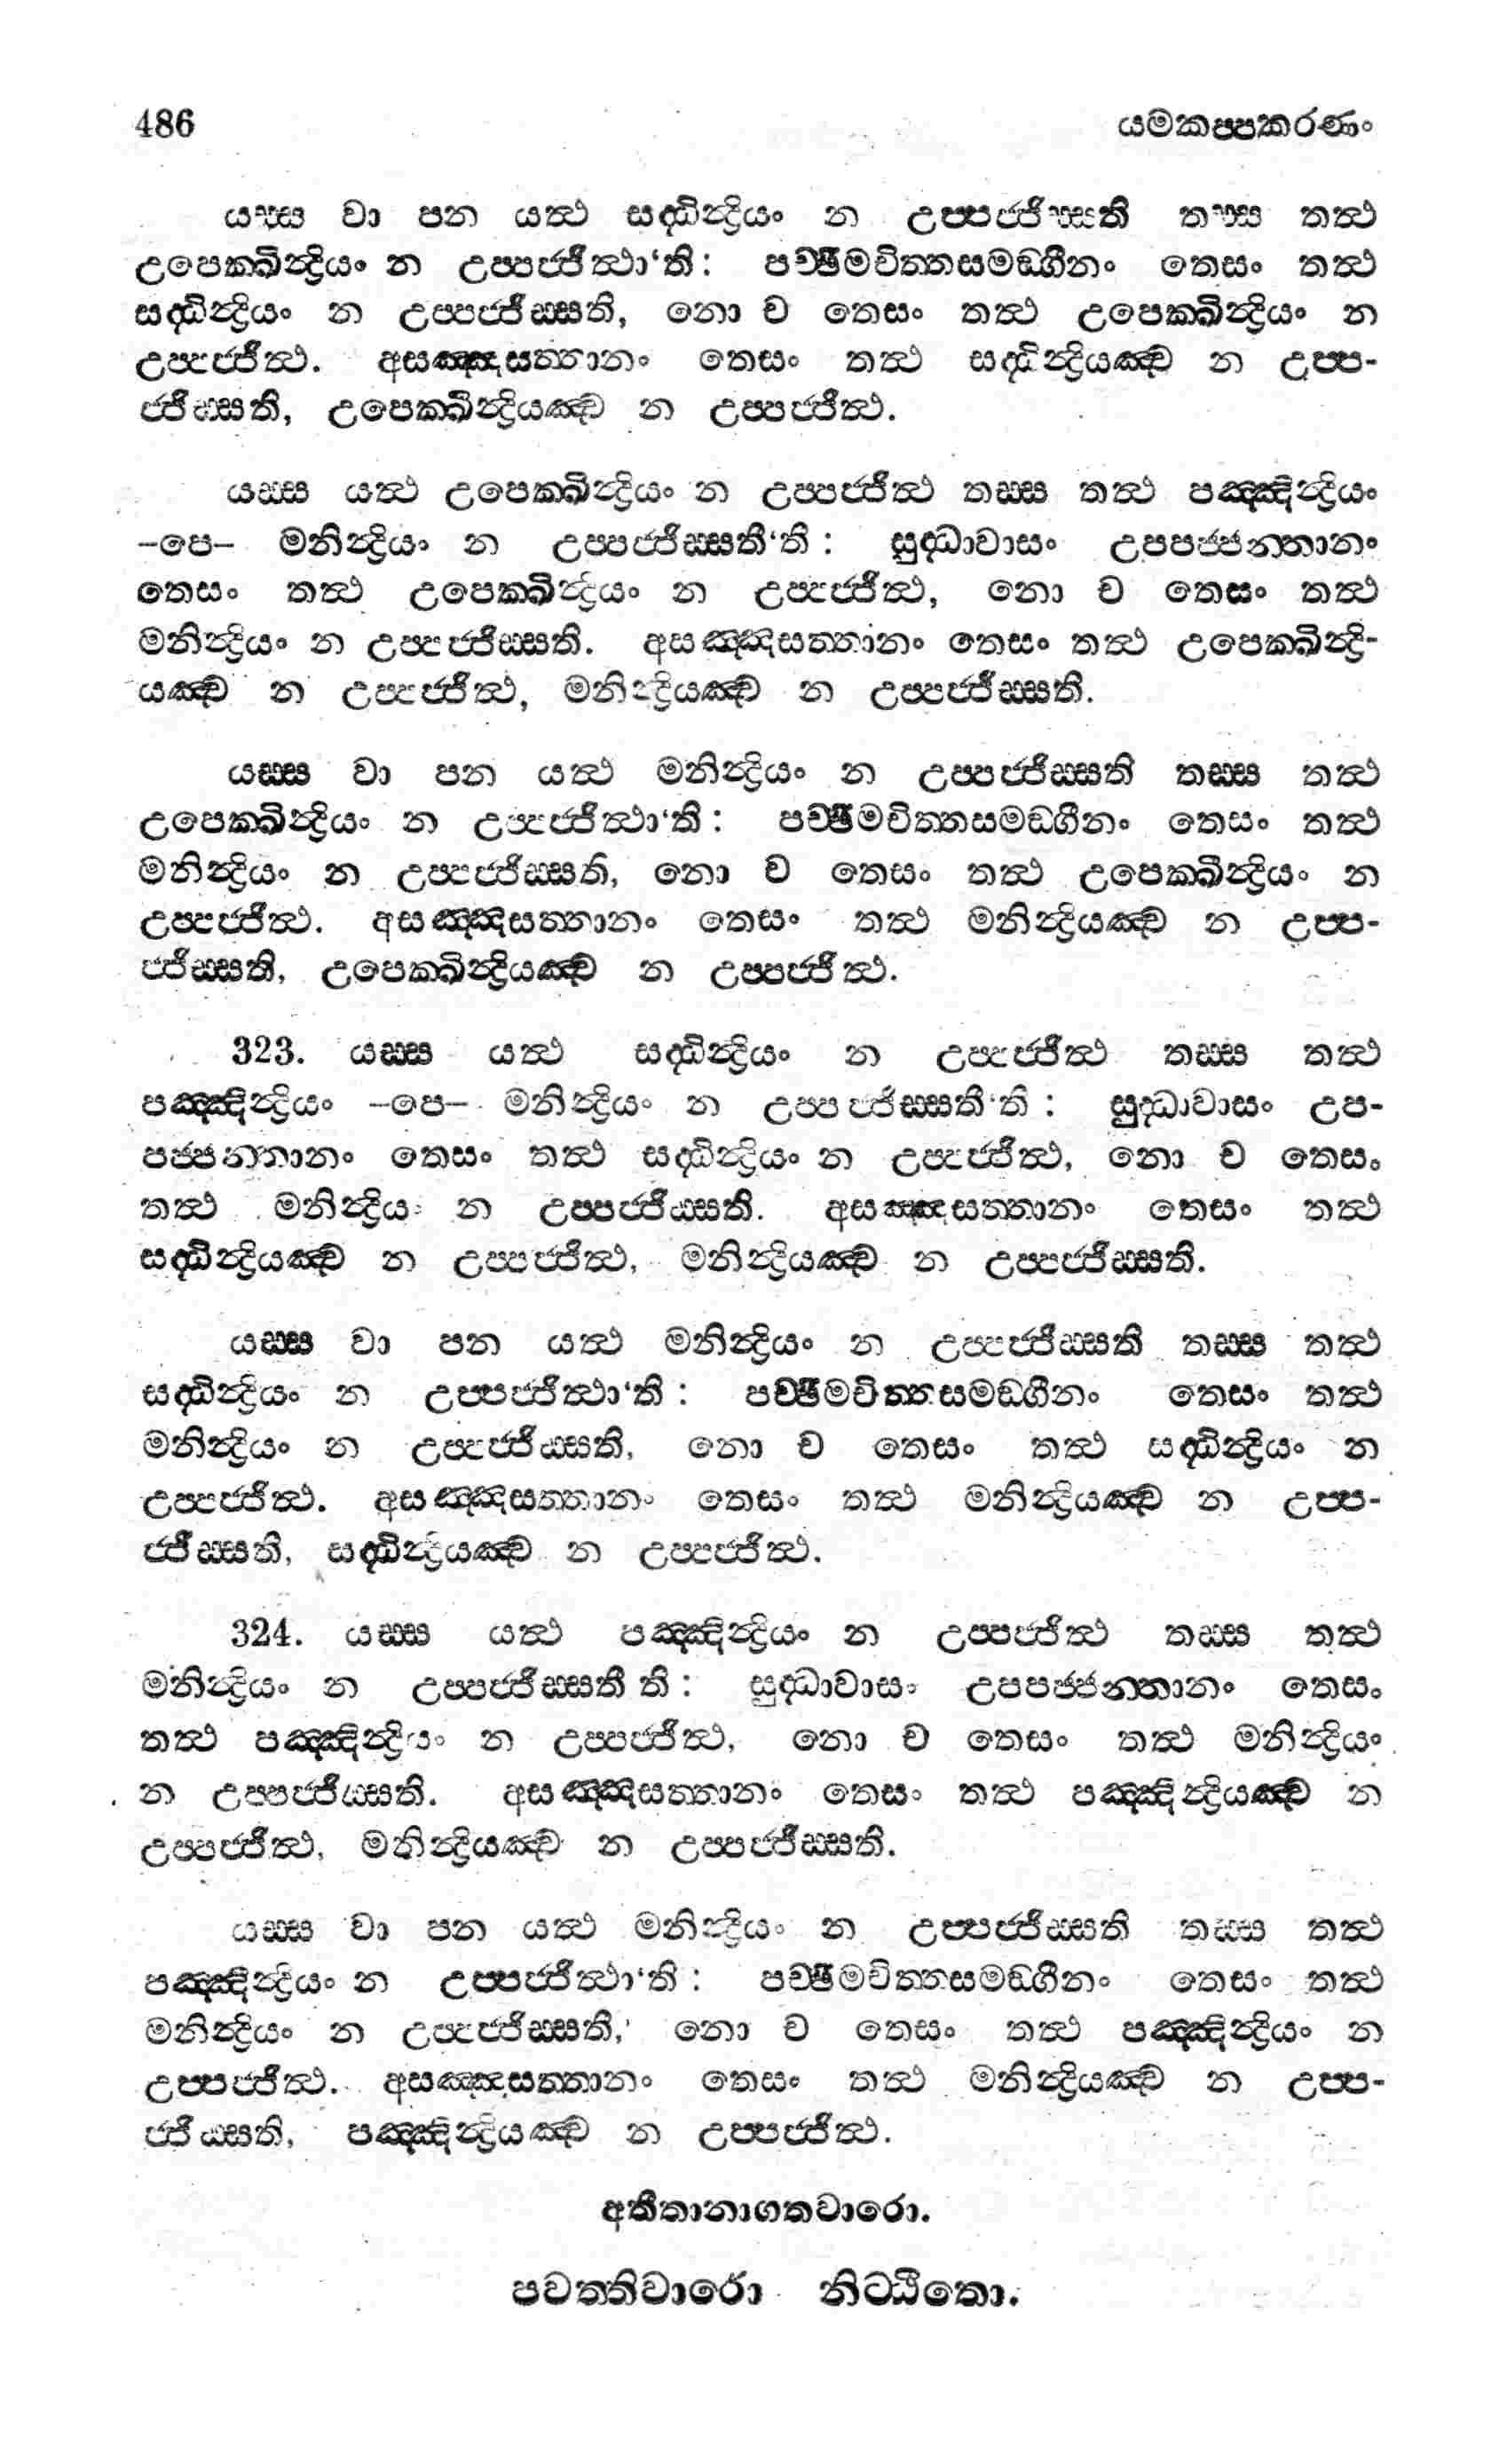 486 යමකප්පකරණං
යස්ස වා පන යත්ථ සද්ධින්ද්‍රියං න උප්පජ්ජිස්සති තස්ස තත්ථ
උපෙක්ඛින්ද්‍රියං න උප්පජ්ජිත්ථා‘ති: පච්ඡිමචිත්තසමඞ්ගීනං තෙසං තත්ථ
සද්ධින්ද්‍රියං න උප්පජ්ජිස්සති, නො ච තෙසං තත්ථ උපෙක්ඛින්ද්‍රියං න
උප්පජ්ජිත්ථ. අසඤ්ඤසත්තානං තෙසං තත්ථ සද්ධින්ද්‍රියඤ්ච න උප්ප-
ජ්ජිස්සති, උපෙක්ඛින්ද්‍රියඤ්ච න උප්පජ්ජිත්ථ.
යස්ස යත්ථ උපෙක්ඛින්ද්‍රියං න උප්පජ්ජිත්ථ තස්ස තත්ථ පඤ්ඤින්ද්‍රියං
–පෙ– මනින්ද්‍රියං න උප්පජ්ජිස්සතී‘ති: සුද්ධාවාසං උපපජ්ජන්තානං
තෙසං තත්ථ උපෙක්ඛින්ද්‍රියං න උප්පජ්ජිත්ථ, නො ච තෙසං තත්ථ
මනින්ද්‍රියං න උප්පජ්ජිස්සති. අසඤ්ඤසත්තානං තෙසං තත්ථ උපෙක්ඛින්ද්‍රි-
යඤ්ච න උප්පජ්ජිත්ථ, මනින්ද්‍රියඤ්ච න උප්පජ්ජිස්සති.
යස්ස වා පන යත්ථ මනින්ද්‍රියං න උප්පජ්ජිස්සති තස්ස තත්ථ
උපෙක්ඛින්ද්‍රියං න උප්පජ්ජිත්ථා‘ති: පච්ඡිමචිත්තසමඞ්ගීනං තෙසං තත්ථ
මනින්ද්‍රියං න උප්පජ්ජිස්සති, නො ච තෙසං තත්ථ උපෙක්ඛින්ද්‍රියං න
උප්පජ්ජිත්ථ. අසඤ්ඤසත්තානං තෙසං තත්ථ මනින්ද්‍රියඤ්ච න උප්ප-
ජ්ජිස්සති, උපෙක්ඛින්ද්‍රියඤ්ච න උප්පජ්ජිත්ථ.
323. යස්ස යත්ථ සද්ධින්ද්‍රියං න උප්පජ්ජිත්ථ තස්ස තත්ථ
පඤ්ඤින්ද්‍රියං –පෙ– මනින්ද්‍රියං න උප්පජ්ජිස්සතී‘ති: සුද්ධාවාසං උප-
පජ්ජන්තානං තෙසං තත්ථ සද්ධින්ද්‍රියං න උප්පජ්ජිත්ථ, නො ච තෙසං
තත්ථ මනින්ද්‍රියං න උප්පජ්ජිස්සති. අසඤ්ඤසත්තානං තෙසං තත්ථ
සද්ධින්ද්‍රියඤ්ච න උප්පජ්ජිත්ථ, මනින්ද්‍රියඤ්ච න උප්පජ්ජිස්සති.
යස්ස වා පන යත්ථ මනින්ද්‍රියං න උප්පජ්ජිස්සති තස්ස තත්ථ
සද්ධින්ද්‍රියං න උප්පජ්ජිත්ථා‘ති: පච්ඡිමචිත්තසමඞ්ගීනං තෙසං තත්ථ
මනින්ද්‍රියං න උප්පජ්ජිස්සති, නො ච තෙසං තත්ථ සද්ධින්ද්‍රියං න
උප්පජ්ජිත්ථ. අසඤ්ඤසත්තානං තෙසං තත්ථ මනින්ද්‍රියඤ්ච න උප්ප-
ජ්ජිස්සති, සද්ධින්ද්‍රියඤ්ච න උප්පජ්ජිත්ථ.
324. යස්ස යත්ථ පඤ්ඤින්ද්‍රියං න උප්පජ්ජිත්ථ තස්ස තත්ථ
මනින්ද්‍රියං න උප්පජ්ජිස්සතී ති: සුද්ධාවාසං උපපජ්ජන්තානං තෙසං
තත්ථ පඤ්ඤින්ද්‍රියං න උප්පජ්ජිත්ථ, නො ච තෙසං තත්ථ මනින්ද්‍රියං
න උප්පජ්ජිස්සති. අසඤ්ඤසත්තානං තෙසං තත්ථ පඤ්ඤින්ද්‍රියඤ්ච න
උප්පජ්ජිත්ථ, මනින්ද්‍රියඤ්ච න උප්පජ්ජිස්සති.
යස්ස වා පන යත්ථ මනින්ද්‍රියං න උප්පජ්ජිස්සති තස්ස තත්ථ
පඤ්ඤින්ද්‍රියං න උප්පජ්ජිත්ථා‘ති: පච්ඡිමචිත්තසමඞ්ගීනං තෙසං තත්ථ
මනින්ද්‍රියං න උප්පජ්ජිස්සති, නො ච තෙසං තත්ථ පඤ්ඤින්ද්‍රියං න
උප්පජ්ජිත්ථ. අසඤ්ඤසත්තානං තෙසං තත්ථ මනින්ද්‍රියඤ්ච න උප්ප-
ජ්ජිස්සති, පඤ්ඤින්ද්‍රියඤ්ච න උප්පජ්ජිත්ථ.
අතීතානාගතවාරො.
පවත්තිවාරො නිට්ඨිතො.